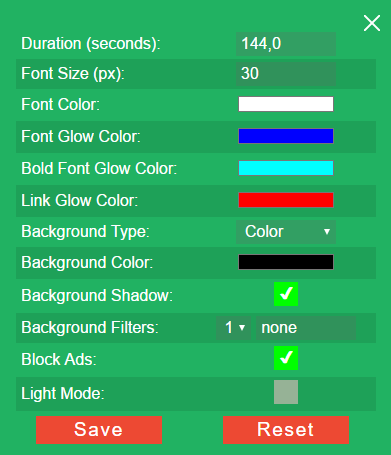 Duration (seconds): 144,0
Font Size (px): 30
Font Color:
Font Glow Color:
Bold Font Glow Color:
Link Glow Color:
Background Type: Color
Background Color:
Background Shadow:
Background Filters: 1 none
Block Ads:
Light Mode:
Save Reset